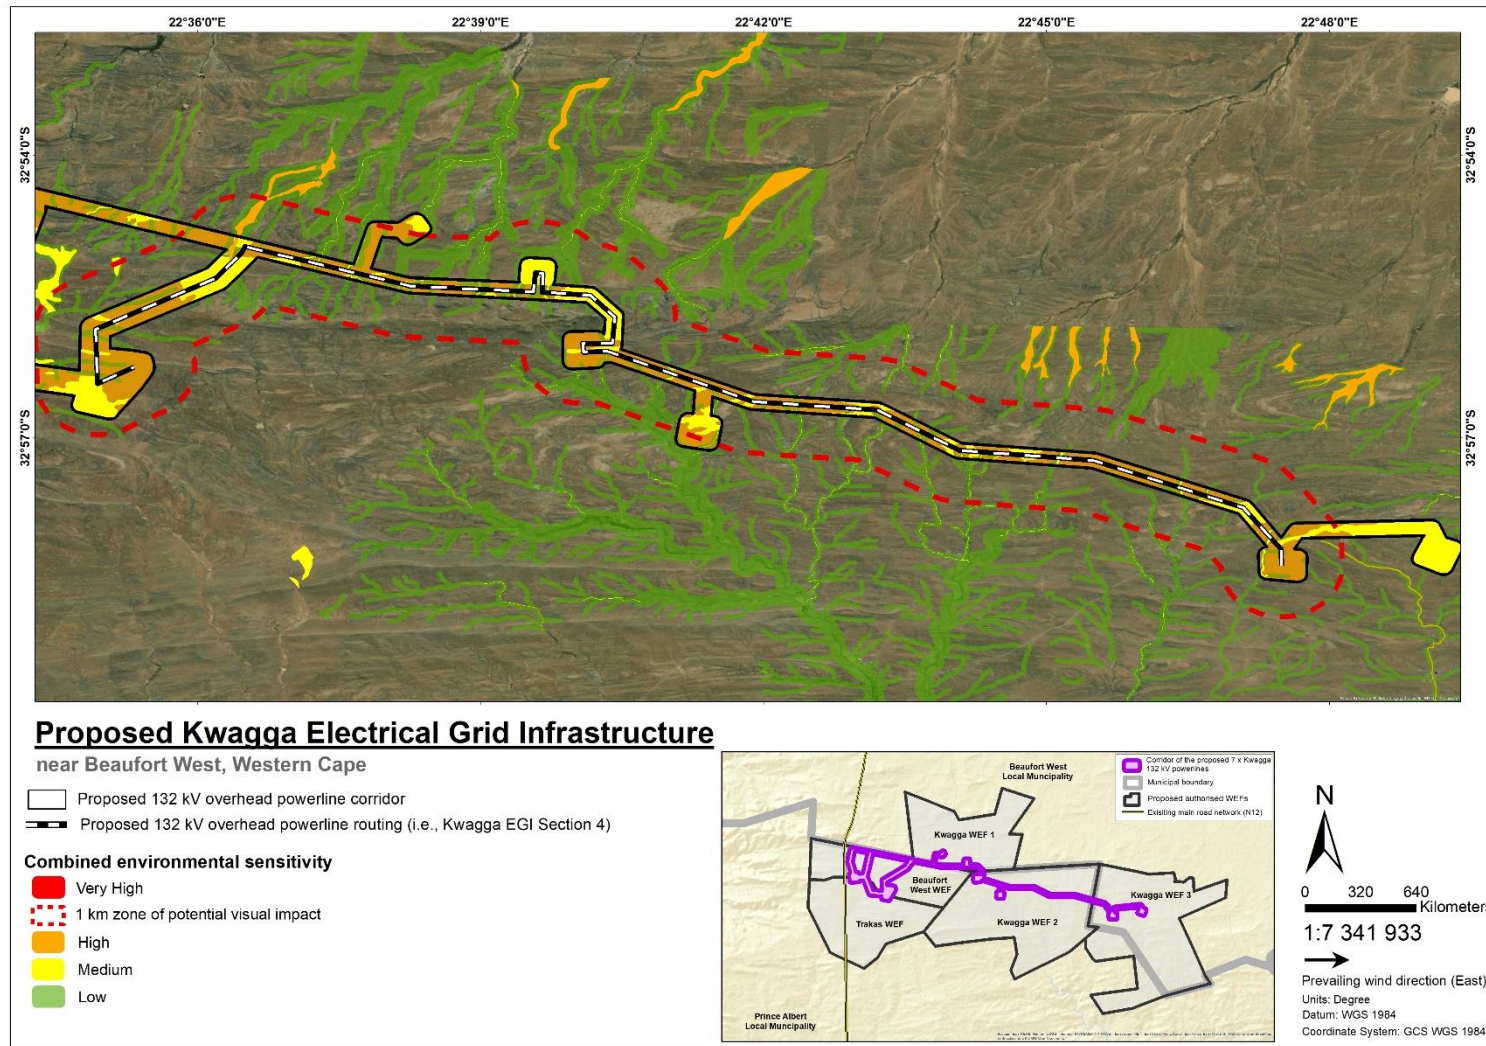 22°36'0"E
22°39'0"E
22°42'0"E
22°45'0"E
22°48'0"E
32°54'0"S
32°54'0"S
32°57'0"S
32°57'0"S
Proposed Kwagga Electrical Grid Infrastructure
near Beaufort West, Western Cape
Proposed 132 kV overhead powerline corridor
Proposed 132 kV overhead powerline routing (i.e., Kwagga EGI Section 4)
Combined environmental sensitivity
Very High
1 km zone of potential visual impact
High
Medium
Low
Beaufort West
Local Muncipality
Kwagga WEF 1
Beaufort
West WEF
Kwagga WEF 3
Trakas WEF
Kwagga WEF 2
Prince Albert
Local Muncipality
Corridor of the proposed 7 x Kwagga
132 kV powerlines
Municipal boundary
Proposed authorised WEFs
Exisiting main road network (N12)
N
0 320 640
Kilometers
1:7 341 933
Prevailing wind direction (East)
Units: Degree
Datum: WGS 1984
Coordinate System: GCS WGS 1984